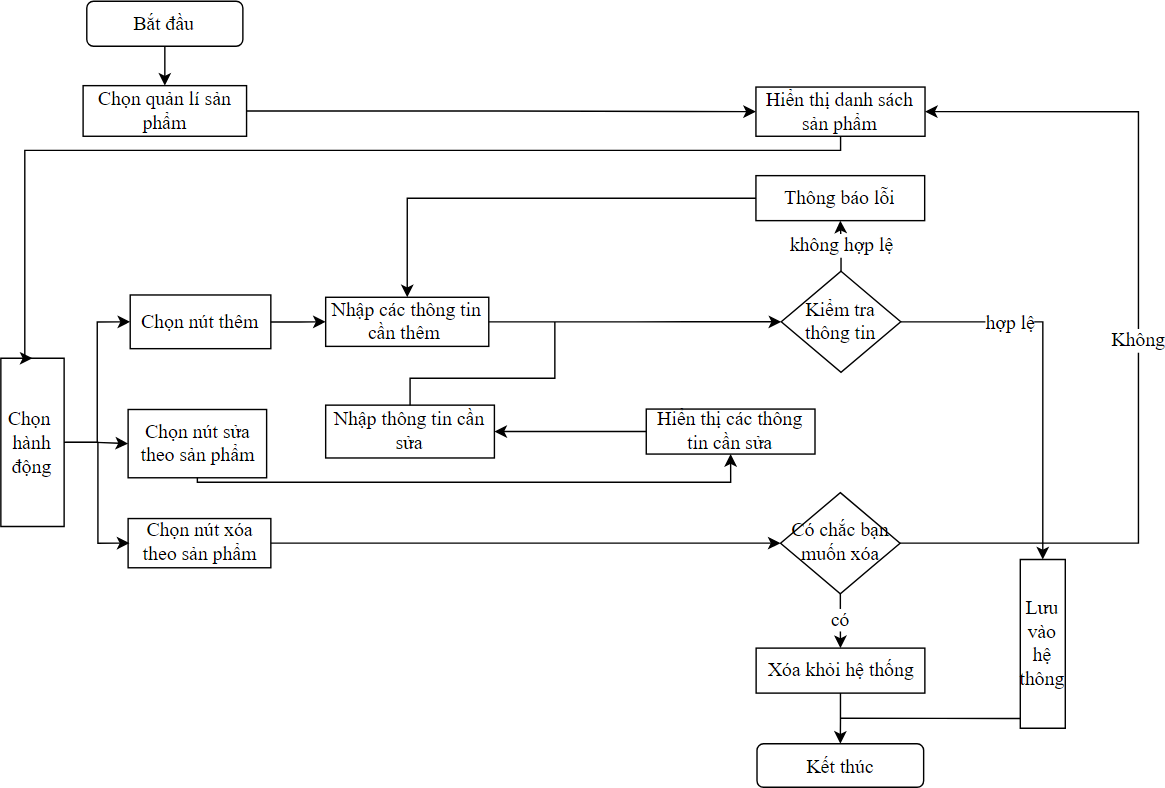 Bắt đầu
Chọn quản lí sản
phẩm
Hiển thị danh sách
sản phẩm
Thông báo lỗi
không hợp lệ
Chọn nút thêm
Nhập các thông tin
cần thêm
Kiểm tra
thông tin
hợp lệ
Không
Chọn
hành
động
Chọn nút sửa
theo sản phẩm
Nhập thông tin cần
sửa
Hiển thị các thông
tin cần sửa
Chọn nút xóa
theo sản phẩm
Có chắc bạn
muốn xóa
có
Xóa khỏi hệ thống
Lưu
vào
hệ
thông
Kết thúc